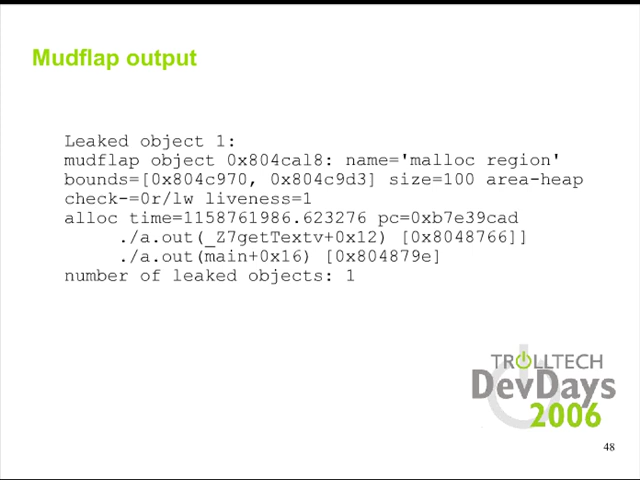 Mudflap output
Leaked object 1:
mudflap object 0x804cal8: name='malloc region'
bounds=[0x804c970, 0x804c9d3] size=100 area-heap
check-=0r/lw liveness=1
alloc time=1158761986.623276 pc=0xb7e39cad
./a.out(_Z7getTextv+0x12) [0x8048766]]
./a.out(main+0x16) [0x804879e]
number of leaked objects: 1
TROLLTECH
DevDays
2006
48